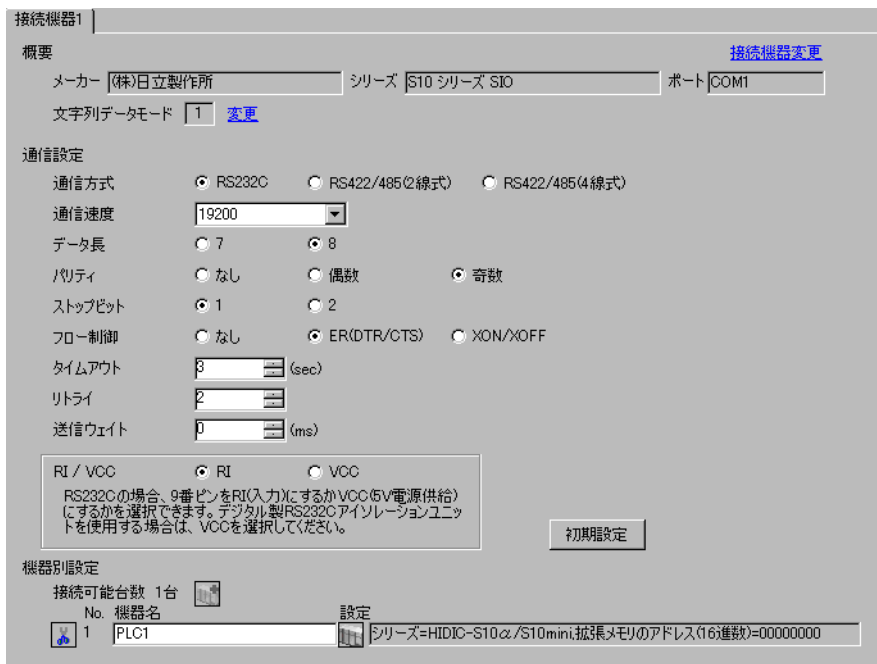 接続機器1
概要 接続機器変更
メーカー (株)日立製作所 シリーズ S10 シリーズ SIO ポート COM1
文字列データモード 1 変更
通信設定
通信方式 RS232C RS422/485(2線式) RS422/485(4線式)
通信速度 19200
データ長 7 8
パリティ なし 偶数 奇数
ストップビット 1 2
フロー制御 なし ER(DTR/CTS) XON/XOFF
タイムアウト 3 (sec)
リトライ 2
送信ウェイト 0 (ms)
RI / VCC RI VCC
RS232Cの場合、9番ピンをRI(入力)にするかVCC(5V電源供給)
にするかを選択できます。デジタル製RS232Cアイソレーションユニッ
トを使用する場合は、VCCを選択してください。
初期設定
機器別設定
接続可能台数 1台
No. 機器名 設定
1 PLC1 シリーズ=HIDIC-S10α/S10mini,拡張メモリのアドレス(16進数)=00000000